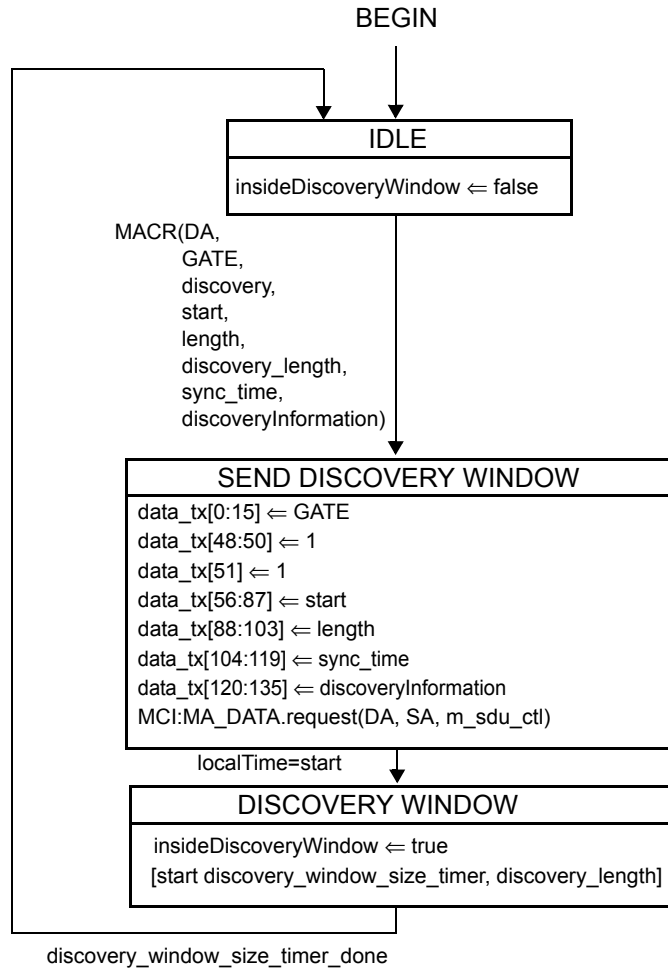 BEGIN
IDLE
insideDiscoveryWindow ⇐ false
MACR(DA,
GATE,
discovery,
start,
length,
discovery_length,
sync_time,
discoveryInformation)
SEND DISCOVERY WINDOW
data_tx[0:15] ⇐ GATE
data_tx[48:50] ⇐ 1
data_tx[51] ⇐ 1
data_tx[56:87] ⇐ start
data_tx[88:103] ⇐ length
data_tx[104:119] ⇐ sync_time
data_tx[120:135] ⇐ discoveryInformation
MCI:MA_DATA.request(DA, SA, m_sdu_ctl)
localTime=start
DISCOVERY WINDOW
insideDiscoveryWindow ⇐ true
[start discovery_window_size_timer, discovery_length]
discovery_window_size_timer_done